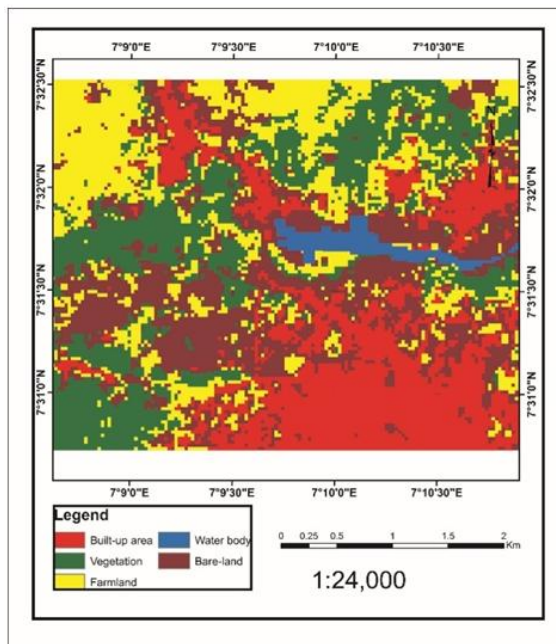 7°9'0"E 7°9'30"E 7°10'0"E 7°10'30"E
7°32'30"N 7°32'30"N
7°32'0"N 7°32'0"N
7°31'30"N 7°31'30"N
7°31'0"N 7°31'0"N
7°9'0"E 7°9'30"E 7°10'0"E 7°10'30"E
Legend
Built-up area Water body
Vegetation Bare-land
Farmland
0 0.25 0.5 1 1.5 2
Km
1:24,000